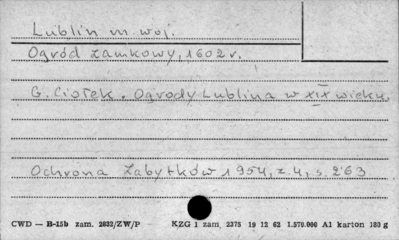 Lublin m. woj.
Ogród zamkowy, 1602 r.
G. Ciołek. Ogrody Lublina w XIX wieku.
Ochrona Zabytków 1954, z. 4, s. 263
CWD — H-15b zam. 2632/ZW/P KZG 1 zam. 2375 19 12 62 1.570.000 A1 karton 180 g